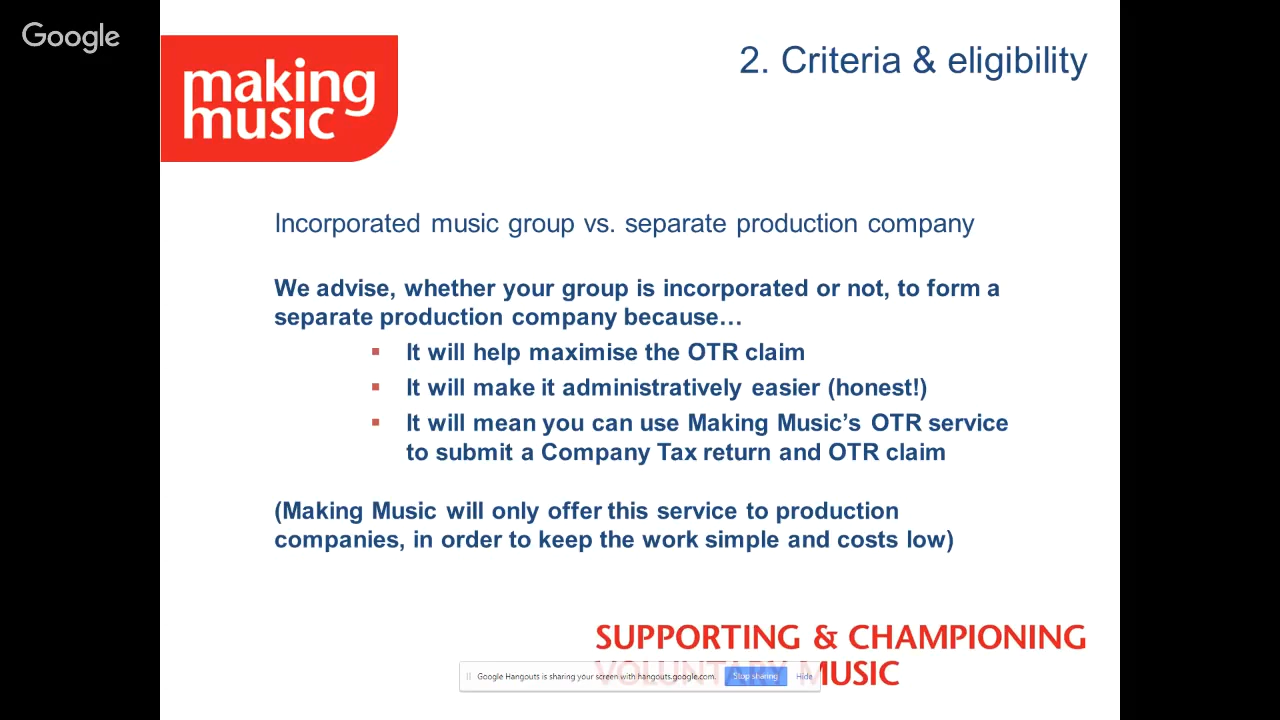 Google
making
music
2. Criteria & eligibility
Incorporated music group vs. separate production company
We advise, whether your group is incorporated or not, to form a
separate production company because…
▪ It will help maximise the OTR claim
▪ It will make it administratively easier (honest!)
▪ It will mean you can use Making Music’s OTR service
to submit a Company Tax return and OTR claim
(Making Music will only offer this service to production
companies, in order to keep the work simple and costs low)
SUPPORTING & CHAMPIONING
VOLUNTARY MUSIC
Google Hangouts is sharing your screen with hangouts.google.com. Stop sharing Hide